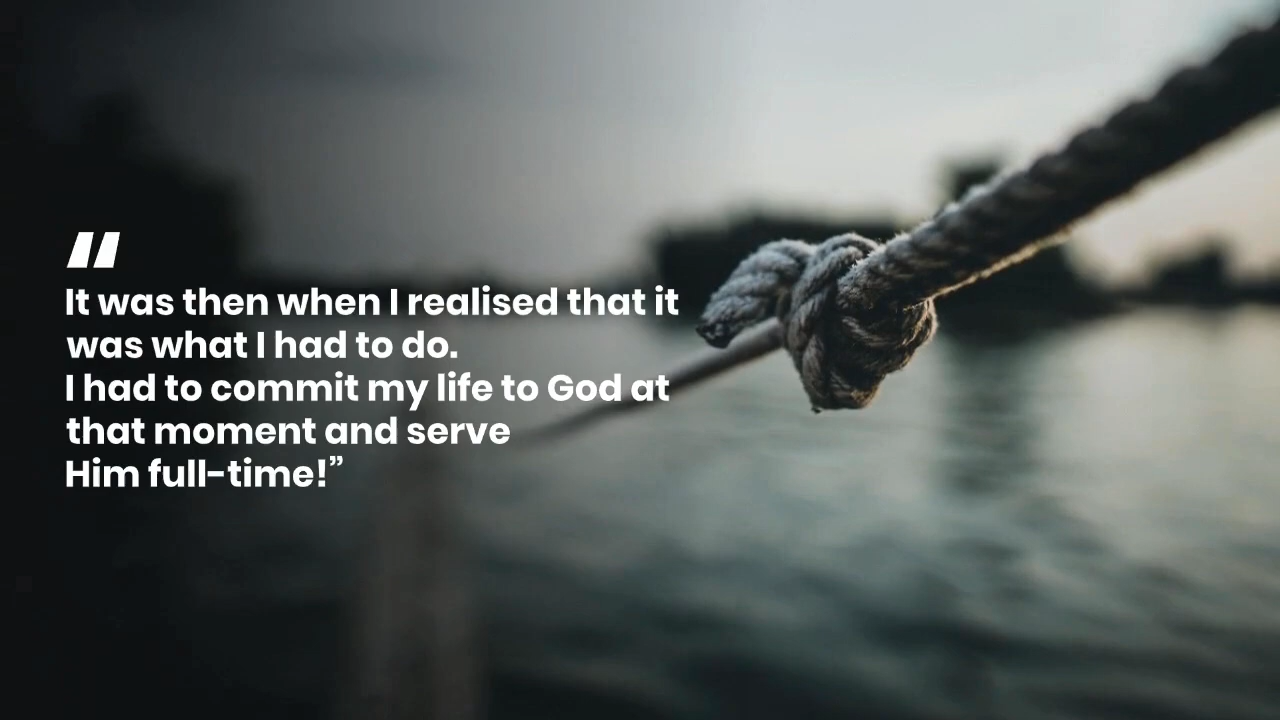 "
It was then when I realised that it
was what I had to do.
I had to commit my life to God at
that moment and serve
Him full-time!”